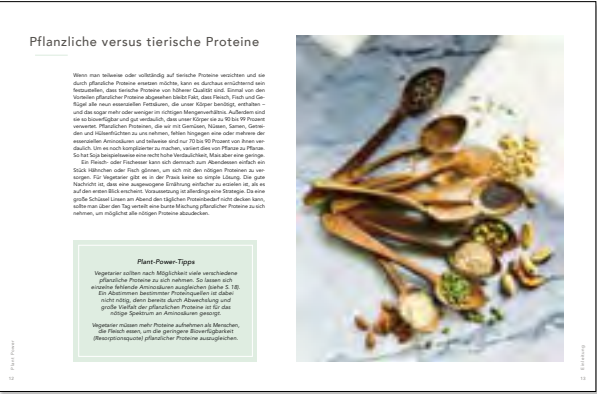 Pflanzliche versus tierische Proteine
Wenn man teilweise oder vollständig auf tierische Proteine verzichten und sie
durch pflanzliche Proteine ersetzen möchte, kann es durchaus ernüchternd sein
festzustellen, dass tierische Proteine von höherer Qualität sind. Einmal von den
Vorteilen pflanzlicher Proteine abgesehen bleibt Fakt, dass Fleisch, Fisch und Ge-
flügel alle neun essenziellen Fettsäuren, die unser Körper benötigt, enthalten –
und das sogar mehr oder weniger im richtigen Mengenverhältnis. Außerdem sind
sie so bioverfügbar und gut verdaulich, dass unser Körper sie zu 90 bis 99 Prozent
verwertet. Pflanzlichen Proteinen, die wir mit Gemüsen, Nüssen, Samen, Getrei-
den und Hülsenfrüchten zu uns nehmen, fehlen hingegen eine oder mehrere der
essenziellen Aminosäuren und teilweise sind nur 70 bis 90 Prozent von ihnen ver-
daulich. Um es noch komplizierter zu machen, variiert dies von Pflanze zu Pflanze.
So hat Soja beispielsweise eine recht hohe Verdaulichkeit, Mais aber eine geringe.
Ein Fleisch- oder Fischesser kann sich demnach zum Abendessen einfach ein
Stück Hähnchen oder Fisch gönnen, um sich mit den nötigen Proteinen zu ver-
sorgen. Für Vegetarier gibt es in der Praxis keine so simple Lösung. Die gute
Nachricht ist, dass eine ausgewogene Ernährung einfacher zu erzielen ist, als es
auf den ersten Blick erscheint. Voraussetzung ist allerdings eine Strategie. Da eine
große Schüssel Linsen am Abend den täglichen Proteinbedarf nicht decken kann,
sollte man über den Tag verteilt eine bunte Mischung pflanzlicher Proteine zu sich
nehmen, um möglichst alle nötigen Proteine abzudecken.
Plant-Power-Tipps
Vegetarier sollten nach Möglichkeit viele verschiedene
pflanzliche Proteine zu sich nehmen. So lassen sich
einzelne fehlende Aminosäuren ausgleichen (siehe S. 18).
Ein Abstimmen bestimmter Proteinquellen ist dabei
nicht nötig, denn bereits durch Abwechslung und
große Vielfalt der pflanzlichen Proteine ist für das
nötige Spektrum an Aminosäuren gesorgt.
Vegetarier müssen mehr Proteine aufnehmen als Menschen,
die Fleisch essen, um die geringere Bioverfügbarkeit
(Resorptionsquote) pflanzlicher Proteine auszugleichen.
Plant Power
12
Einleitung
13